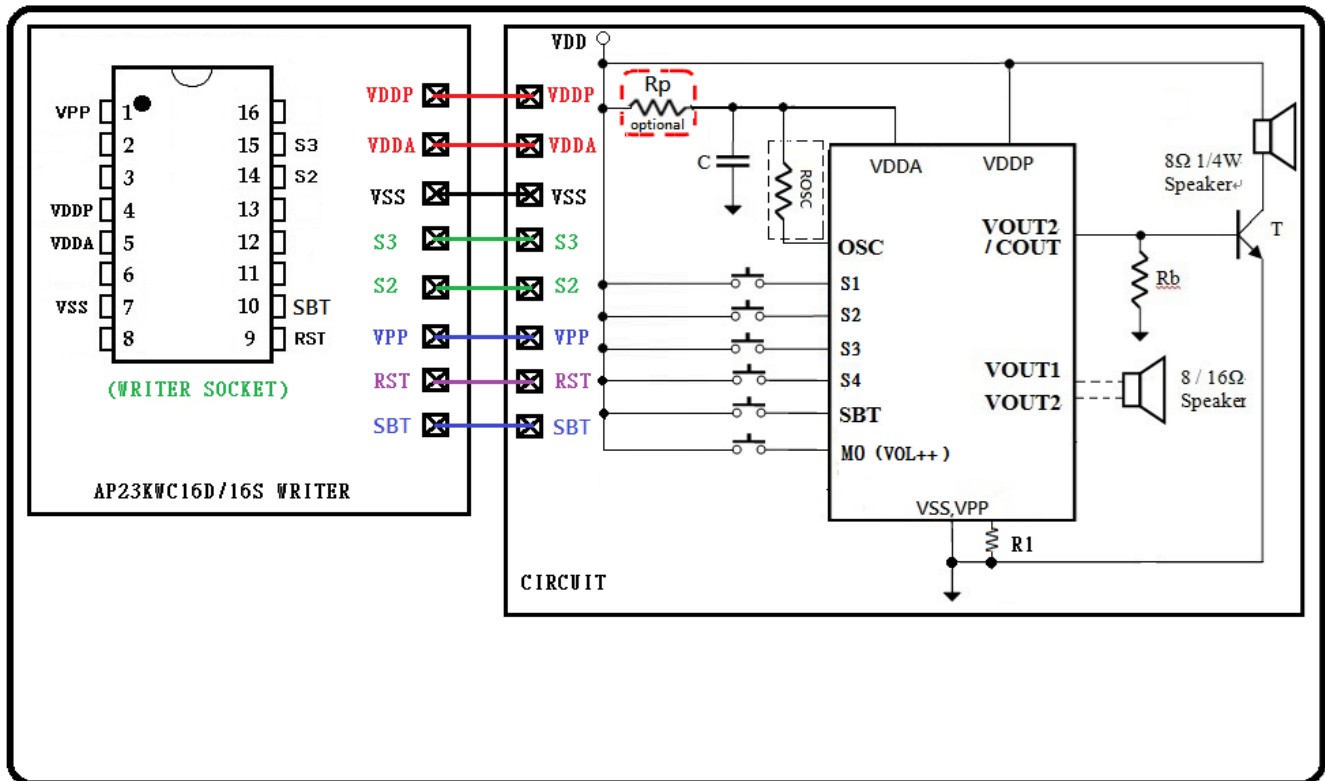 VPP
1
2
3
VDDP
4
VDDA
5
6
VSS
7
8
16
15
S3
14
S2
13
12
11
10
SBT
9
RST
(WRITER SOCKET)
AP23KWC16D/16S WRITER
VDDP
VDDA
VSS
S3
S2
VPP
RST
SBT
VDDP
VDDA
VSS
S3
S2
VPP
RST
SBT
VDD
Rp
optional
C
ROSC
VDDA
VDDP
OSC
S1
S2
S3
S4
SBT
MO (VOL++)
VOUT2
/ COUT
VOUT1
VOUT2
VSS,VPP
R1
8Ω 1/4W
Speaker↵
T
Rb
8 / 16Ω
Speaker
CIRCUIT